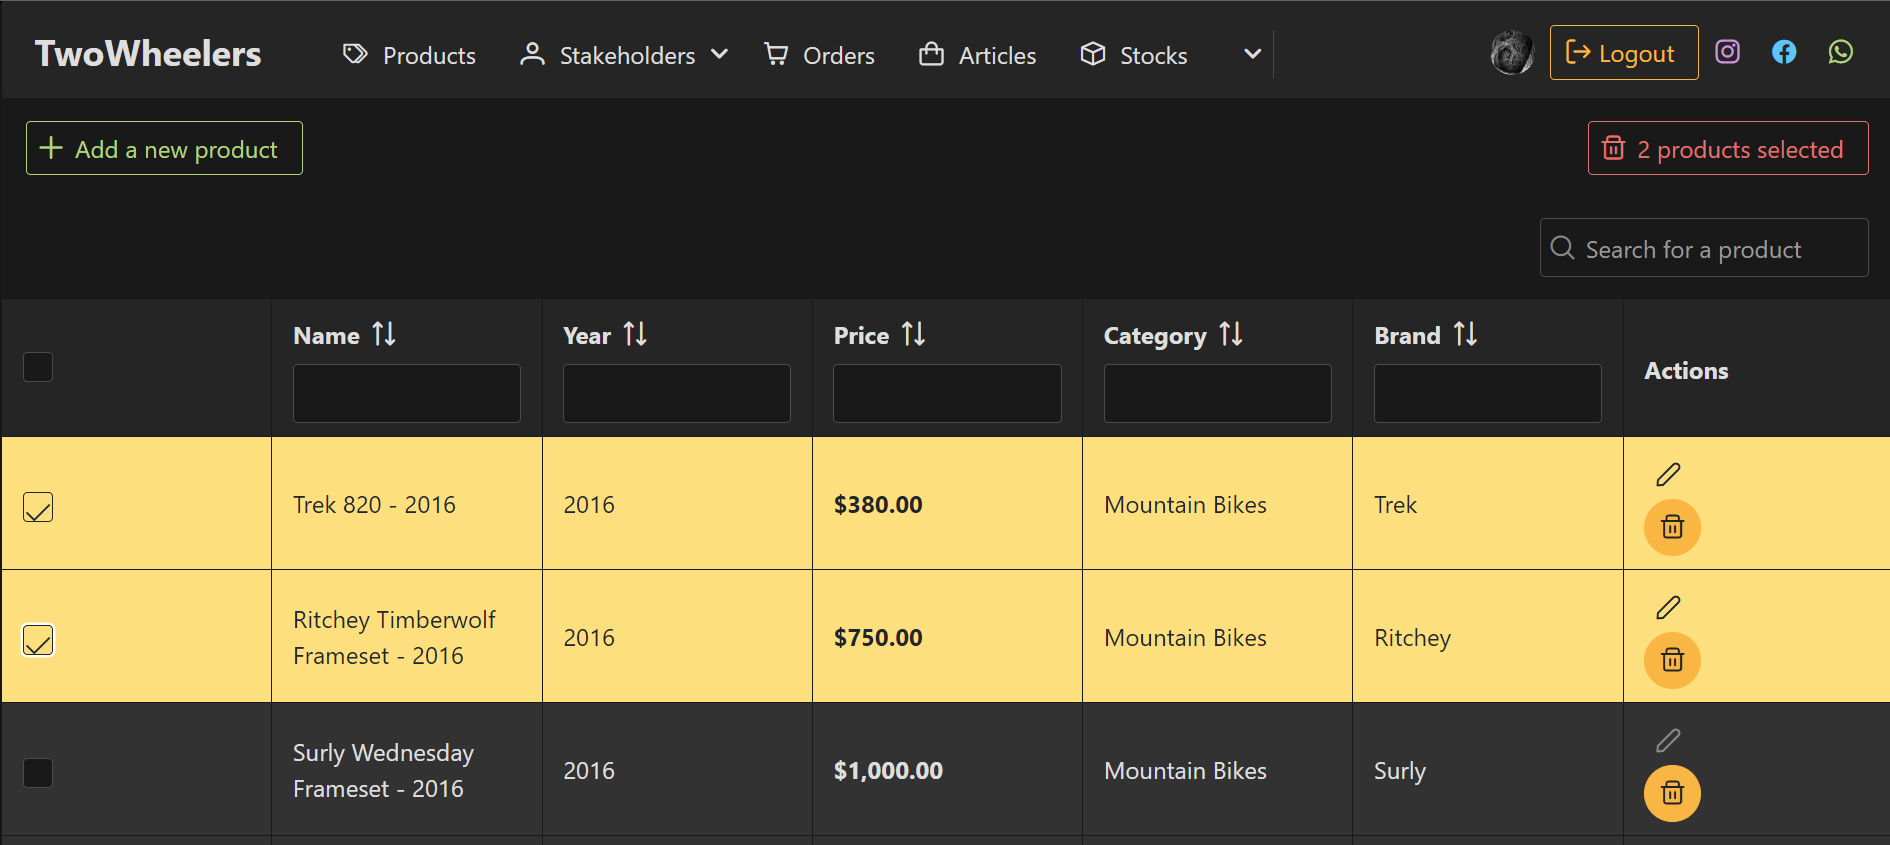 TwoWheelers Products Stakeholders Orders Articles Stocks Logout
Add a new product 2 products selected
Search for a product
Name Year Price Category Brand Actions
Trek 820 - 2016 2016 $380.00 Mountain Bikes Trek
Ritchey Timberwolf
Frameset - 2016 2016 $750.00 Mountain Bikes Ritchey
Surly Wednesday
Frameset - 2016 2016 $1,000.00 Mountain Bikes Surly